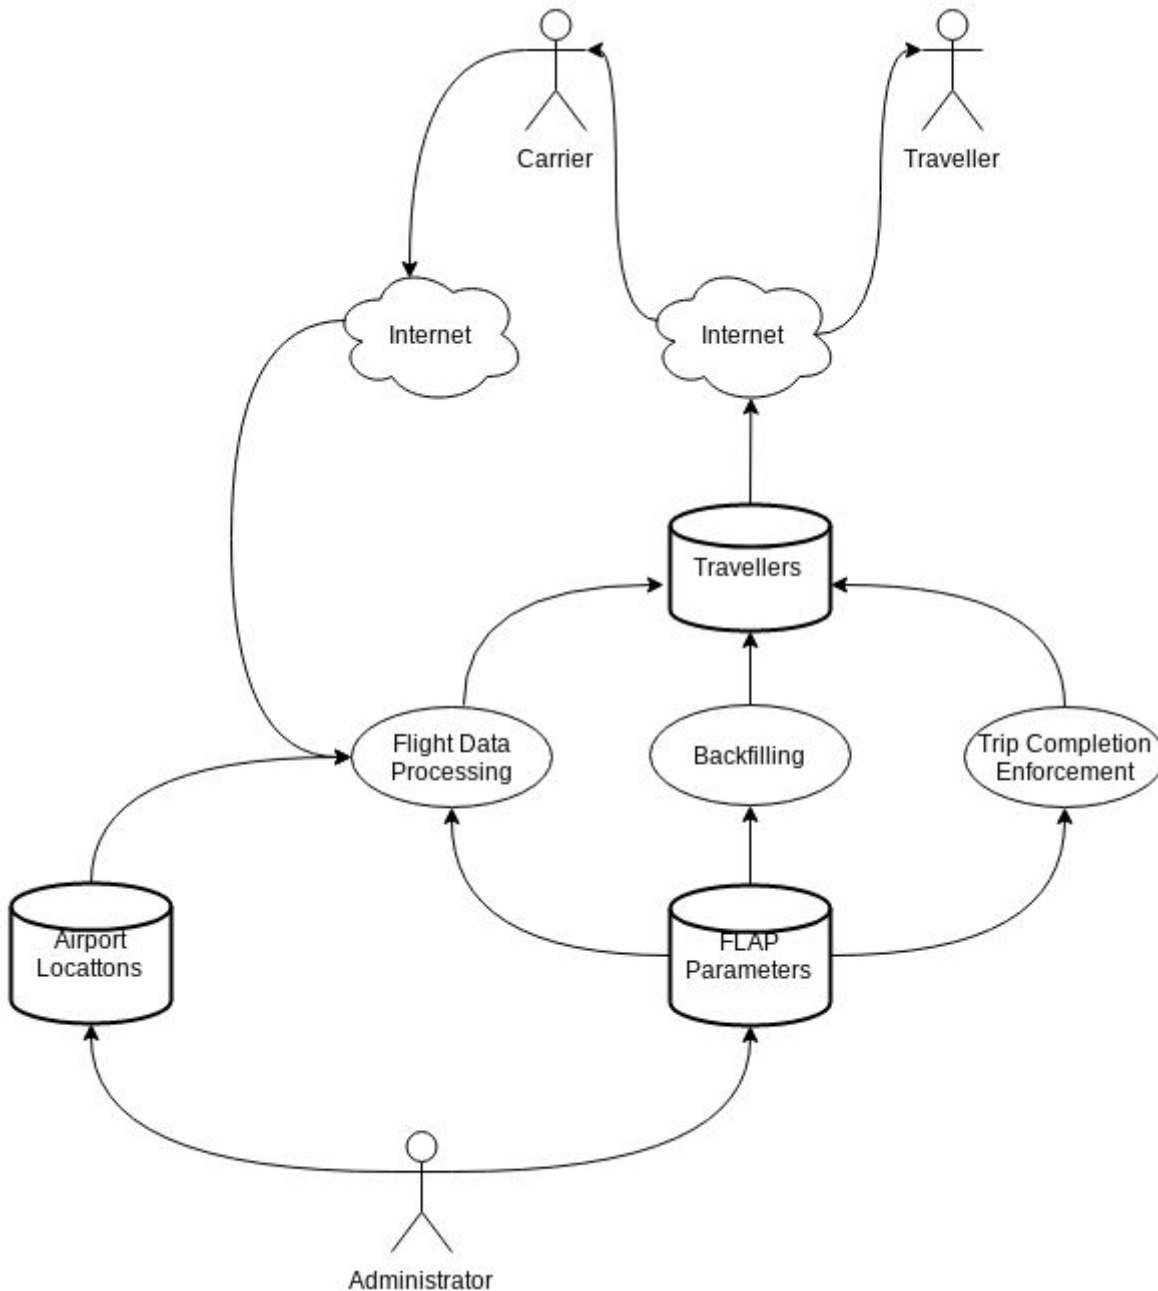 Carrier
Traveller
Internet
Internet
Travellers
Flight Data
Processing
Backfilling
Trip Completion
Enforcement
Airport
Locattons
FLAP
Parameters
Administrator